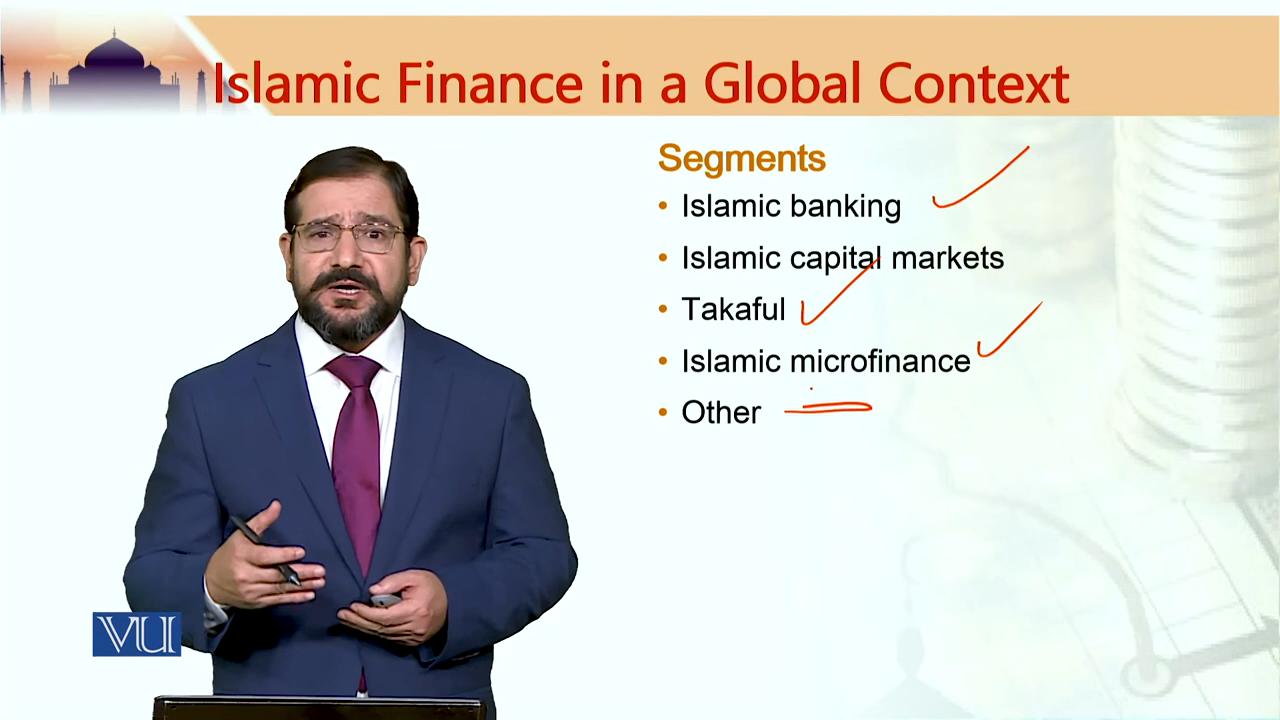 Islamic Finance in a Global Context
Segments
• Islamic banking
• Islamic capital markets
• Takaful
• Islamic microfinance
• Other
VU